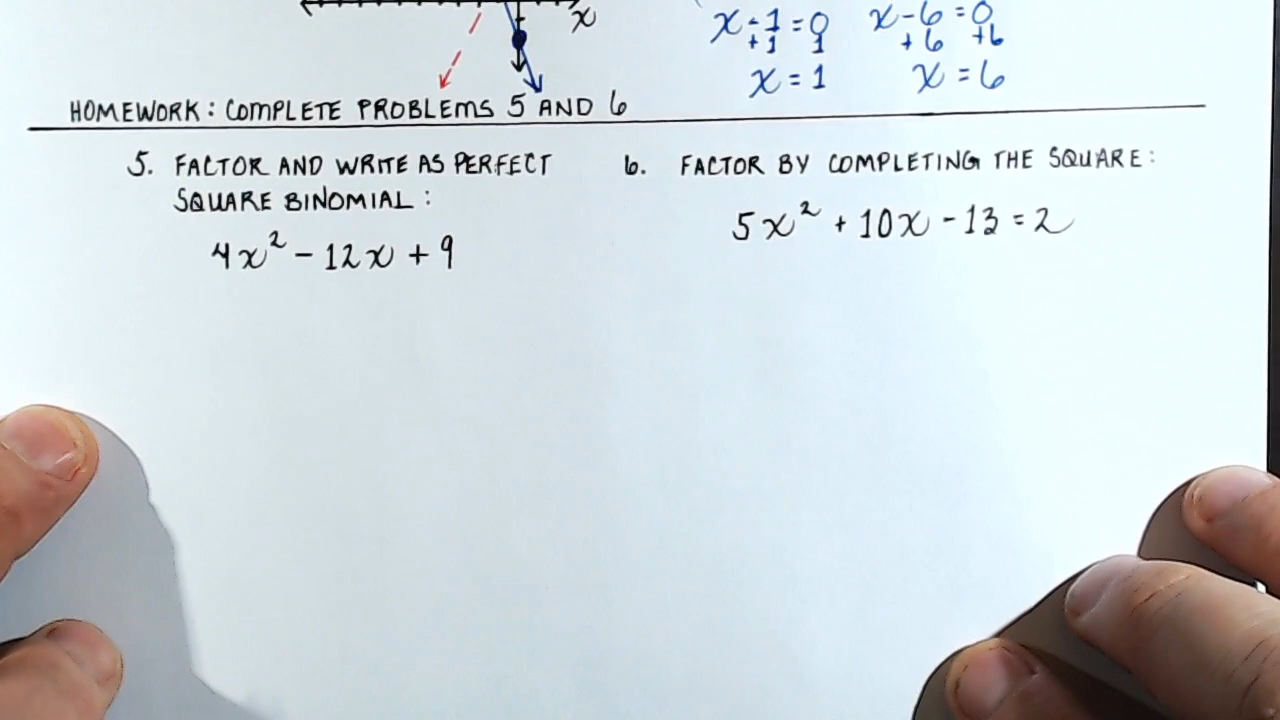 x
x - 1 = 0
+1 1
x = 1
x - 6 = 0
+6 +6
x = 6
HOMEWORK: COMPLETE PROBLEMS 5 AND 6
5. FACTOR AND WRITE AS PERFECT
SQUARE BINOMIAL:
4x² - 12x + 9
6. FACTOR BY COMPLETING THE SQUARE:
5x² + 10x - 13 = 2